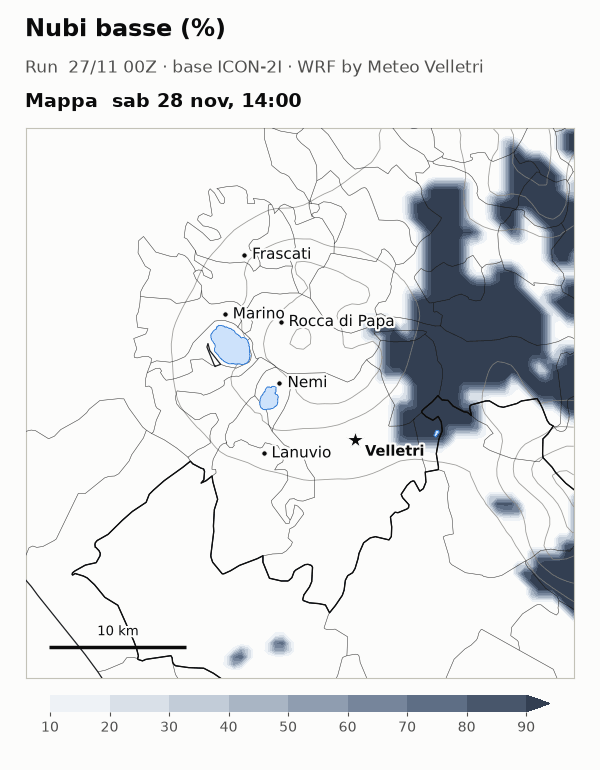 Nubi basse (%)
Run  27/11 00Z · base ICON-2I · WRF by Meteo Velletri
Mappa  sab 28 nov, 14:00
Frascati
Marino
Rocca di Papa
Nemi
Velletri
Lanuvio
10 km
10 20 30 40 50 60 70 80 90